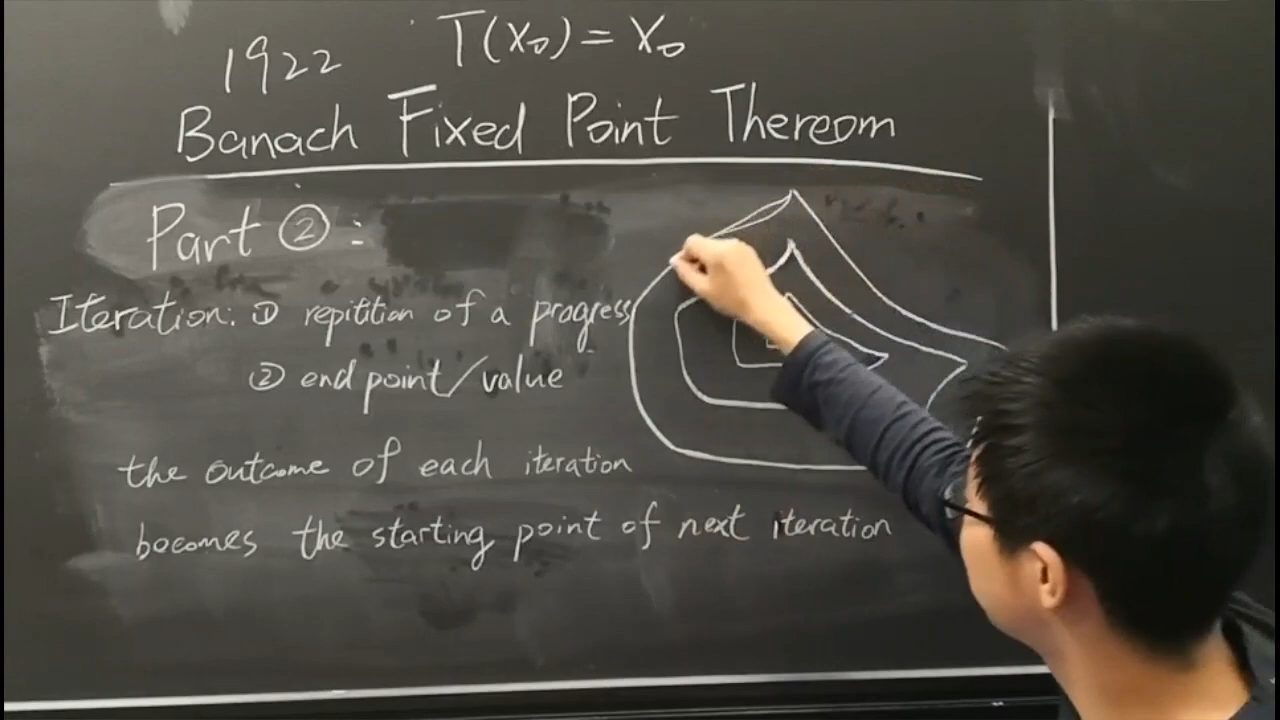 1922 T(x₀) = x₀
Banach Fixed Point Thereom
Part ②:
Iteration: ① repitition of a progress
② end point/value
the outcome of each iteration
becomes the starting point of next iteration